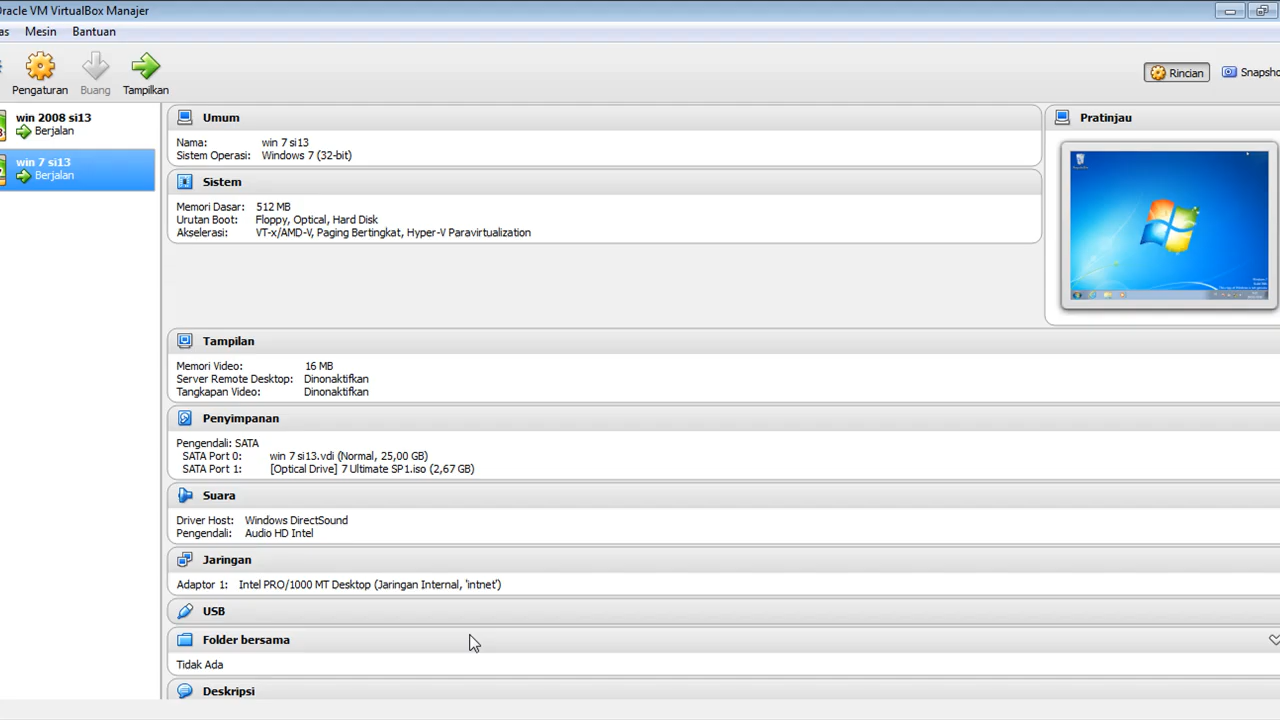 Oracle VM VirtualBox Manajer
as Mesin Bantuan
Pengaturan Buang Tampilkan Rincian Snapsho
win 2008 si13
Berjalan
win 7 si13
Berjalan
Umum
Nama: win 7 si13
Sistem Operasi: Windows 7 (32-bit)
Sistem
Memori Dasar: 512 MB
Urutan Boot: Floppy, Optical, Hard Disk
Akselerasi: VT-x/AMD-V, Paging Bertingkat, Hyper-V Paravirtualization
Pratinjau
Tampilan
Memori Video: 16 MB
Server Remote Desktop: Dinonaktifkan
Tangkapan Video: Dinonaktifkan
Penyimpanan
Pengendali: SATA
SATA Port 0: win 7 si13.vdi (Normal, 25,00 GB)
SATA Port 1: [Optical Drive] 7 Ultimate SP1.iso (2,67 GB)
Suara
Driver Host: Windows DirectSound
Pengendali: Audio HD Intel
Jaringan
Adaptor 1: Intel PRO/1000 MT Desktop (Jaringan Internal, 'intnet')
USB
Folder bersama
Tidak Ada
Deskripsi